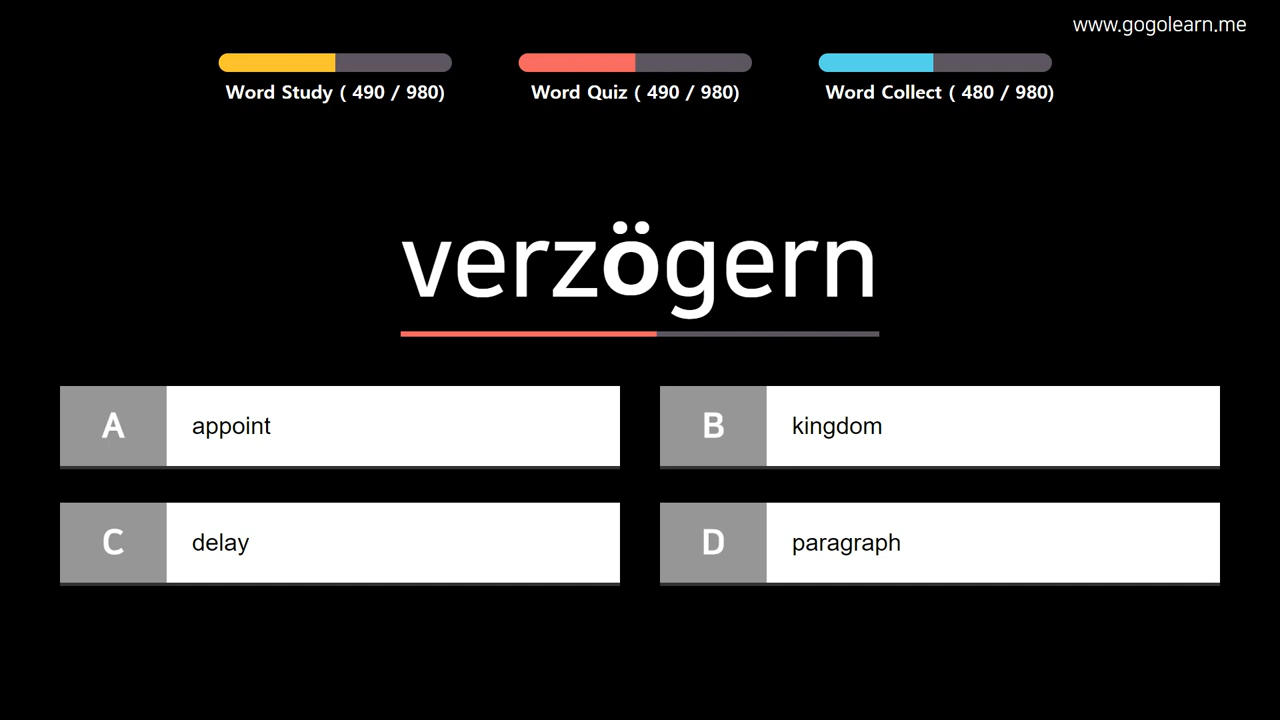 www.gogolearn.me
Word Study ( 490 / 980)
Word Quiz ( 490 / 980)
Word Collect ( 480 / 980)
verzögern
A appoint
B kingdom
C delay
D paragraph